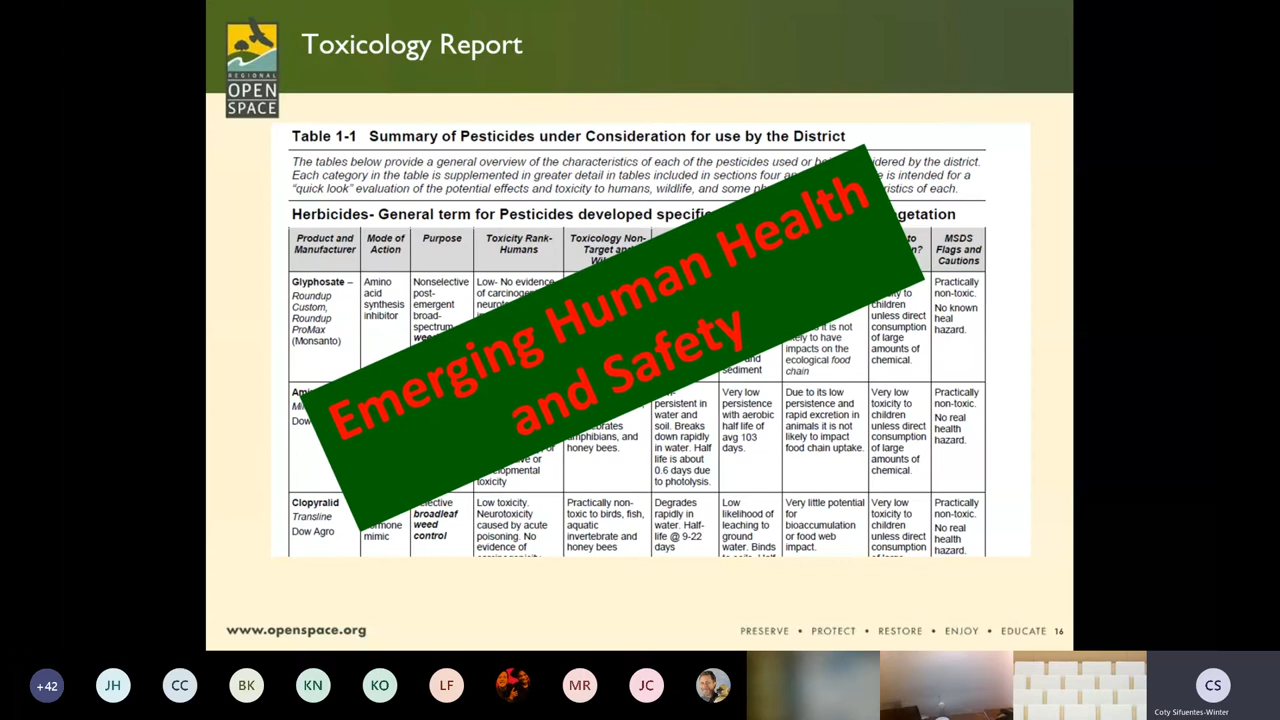 Toxicology Report
REGIONAL
OPEN
SPACE
Table 1-1 Summary of Pesticides under Consideration for use by the District
The tables below provide a general overview of the characteristics of each of the pesticides used or being considered by the district.
Each category in the table is supplemented in greater detail in tables included in sections four
is intended for a
"quick look" evaluation of the potential effects and toxicity to humans, wildlife, and some
of each.
Herbicides- General term for Pesticides developed
Product and
Manufacturer
Mode of
Action
Purpose
Toxicity Rank-
Humans
Toxicology Non-
Target
to
MSDS
Flags and
Cautions
Glyphosate –
Roundup
Custom,
Roundup
ProMax
(Monsanto)
Amino
acid
synthesis
inhibitor
Nonselective
post-
emergent
broad-
spectrum
Low- No evidence
of
it is not
to have
impacts on the
ecological food
chain
and
sediment
to
children
unless direct
consumption
of large
amounts of
chemical.
Practically
non-toxic.
No known
heal
hazard.
Emerging Human Health
and Safety
developmental
toxicity
amphibians, and
honey bees.
persistent in
water and
soil. Breaks
down rapidly
in water. Half
life is about
0.6 days due
to photolysis.
Very low
persistence
with aerobic
half life of
avg 103
days.
Due to its low
persistence and
rapid excretion in
animals it is not
likely to impact
food chain uptake.
Very low
toxicity to
children
unless direct
consumption
of large
amounts of
chemical.
Practically
non-toxic.
No real
health
hazard.
Clopyralid
Transline
Dow Agro
mimic
broadleaf
weed
control
Low toxicity.
Neurotoxicity
caused by acute
poisoning. No
evidence of
Practically non-
toxic to birds, fish,
aquatic
invertebrate and
honey bees
Degrades
rapidly in
water. Half-
life @ 9-22
days
Low
likelihood of
leaching to
ground
water. Binds
Very little potential
for
bioaccumulation
or food web
impact.
Very low
toxicity to
children
unless direct
consumption
Practically
non-toxic.
No real
health
hazard.
www.openspace.org
PRESERVE • PROTECT • RESTORE • ENJOY • EDUCATE 16
+42
JH
CC
BK
KN
KO
LF
MR
JC
CS
Coty Sifuentes-Winter